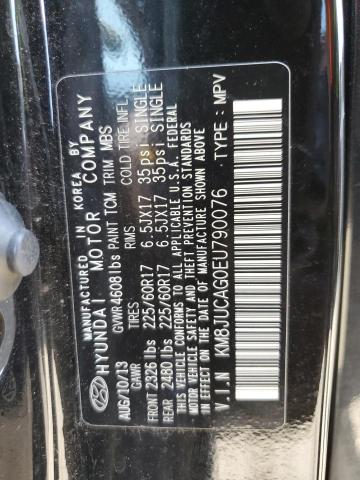 MANUFACTURED IN KOREA BY
HYUNDAI MOTOR COMPANY
AUG/10/13 GVWR 4608 lbs PAINT TCM TRIM MBS
GAWR TIRES RIMS COLD TIRE INFL
FRONT 2326 lbs 225/60R17 6.5JX17 35psi SINGLE
REAR 2480 lbs 225/60R17 6.5JX17 35psi SINGLE
THIS VEHICLE CONFORMS TO ALL APPLICABLE U.S.A. FEDERAL
MOTOR VEHICLE SAFETY AND THEFT PREVENTION STANDARDS
IN EFFECT ON THE DATE OF MANUFACTURE SHOWN ABOVE
V.I.N KM8JUCAG0EU790076 TYPE : MPV